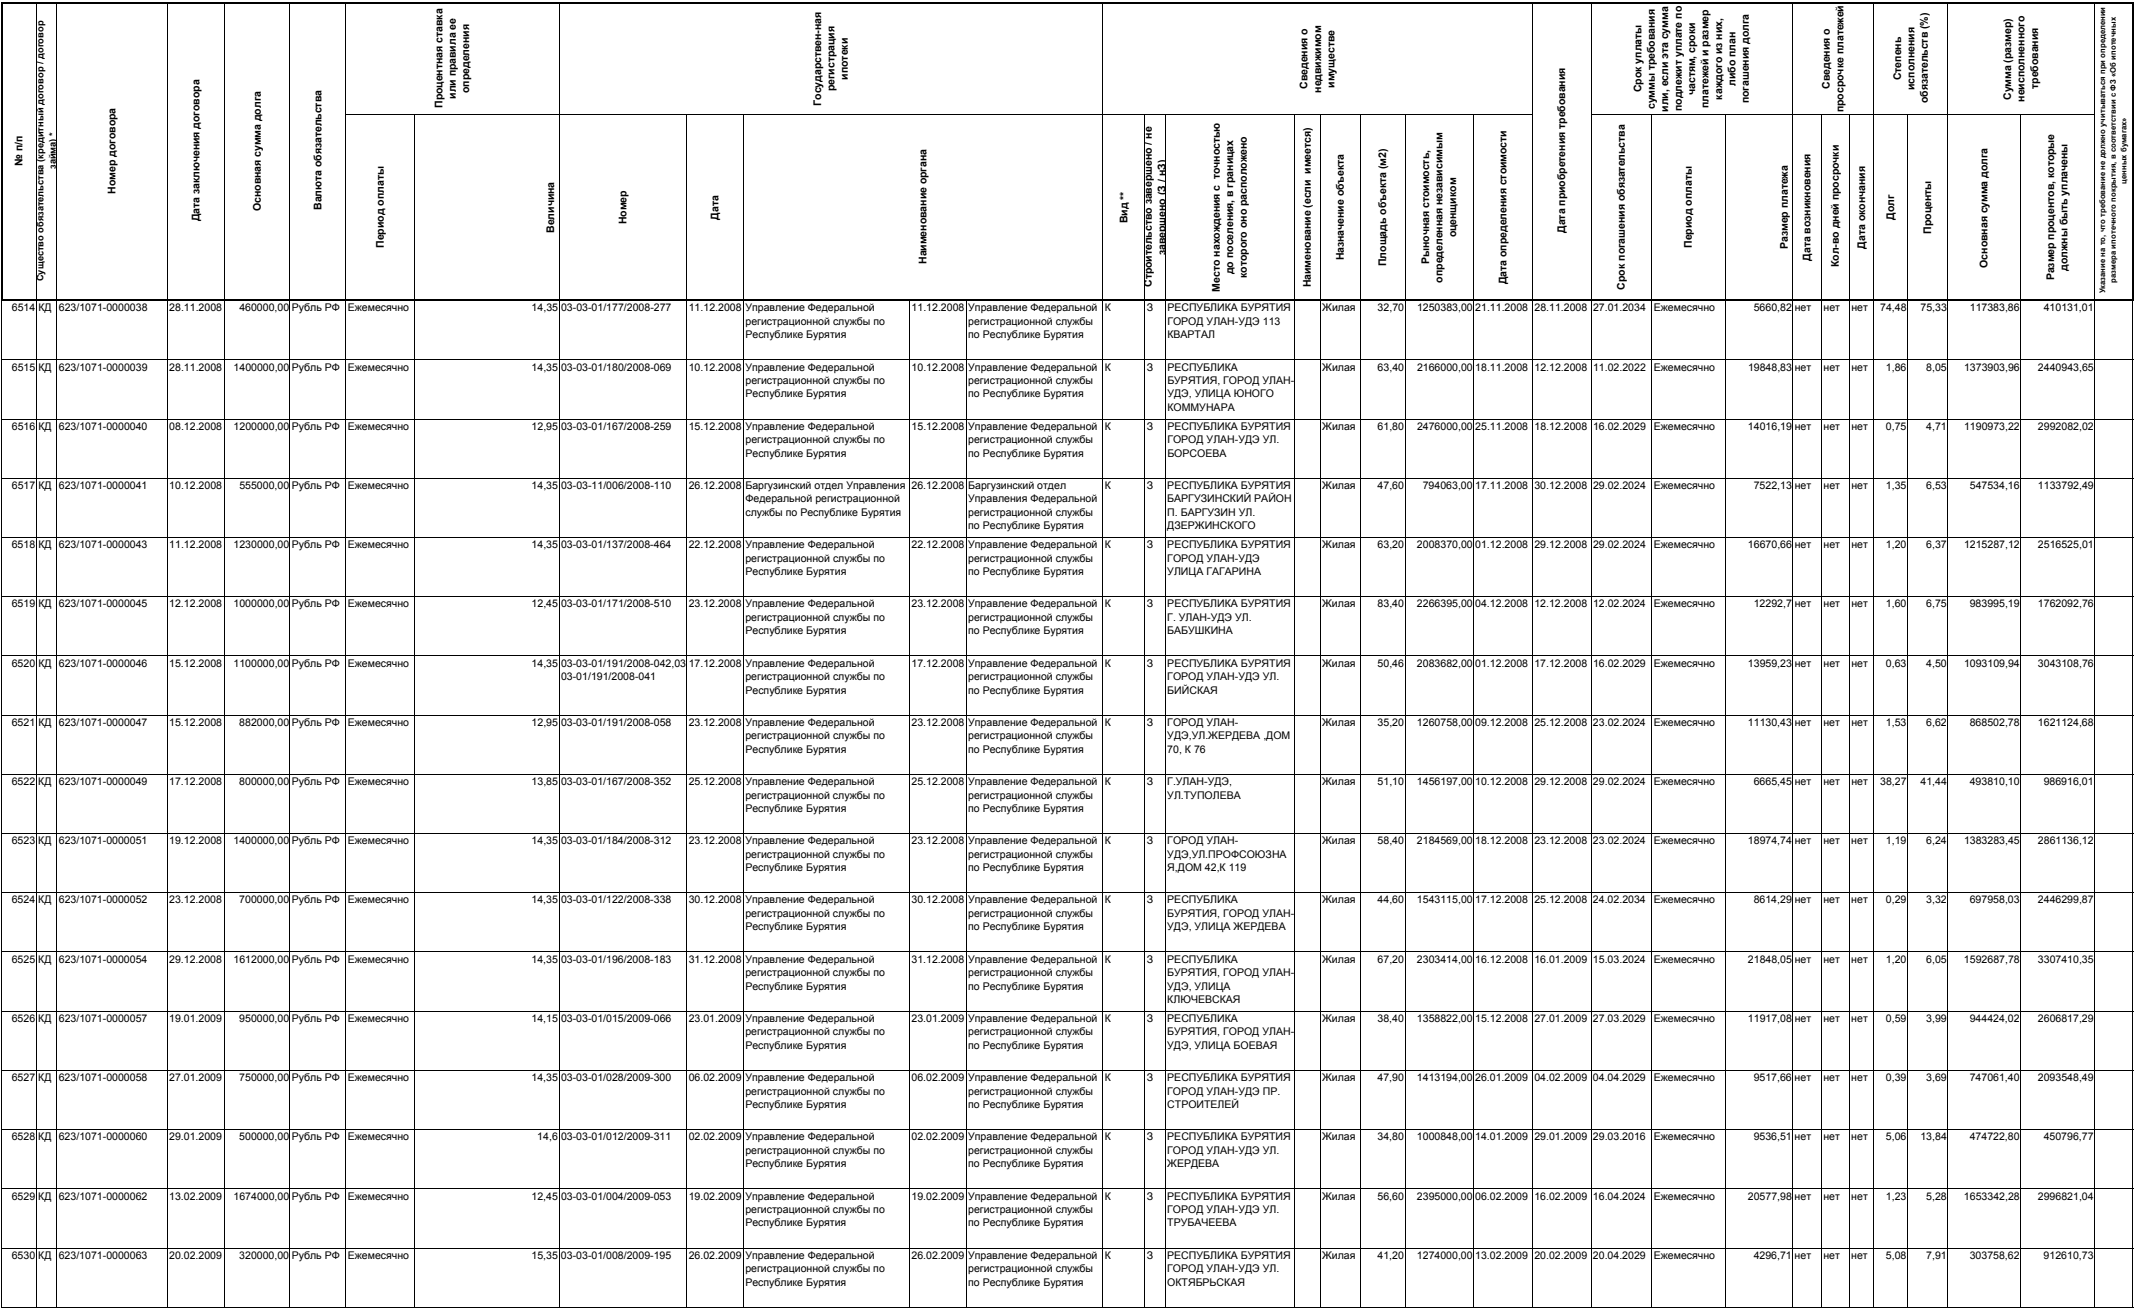 № п/п
Существо обязательства (кредитный договор / договор
займа) *
Номер договора
Дата заключения договора
Основная сумма долга
Валюта обязательства
Процентная ставка
или правила ее
определения
Период оплаты
Величина
Государствен-ная
регистрация
ипотеки
Номер
Дата
Наименование органа
Сведения о
недвижимом
имуществе
Вид **
Строительство завершено / не
завершено (З / нЗ)
Место нахождения с точностью
до поселения, в границах
которого оно расположено
Наименование (если имеется)
Назначение объекта
Площадь объекта (м2)
Рыночная стоимость,
определенная независимым
оценщиком
Дата определения стоимости
Дата приобретения требования
Срок уплаты
суммы требования
или, если эта сумма
подлежит уплате по
частям, сроки
платежей и размер
каждого из них,
либо план
погашения долга
Срок погашения обязательства
Период оплаты
Размер платежа
Сведения о
просрочке платежей
Дата возникновения
Кол-во дней просрочки
Дата окончания
Степень
исполнения
обязательств (%)
Долг
Проценты
Сумма (размер)
неисполненного
требования
Основная сумма долга
Размер процентов, которые
должны быть уплачены
Указание на то, что требование не должно учитываться при определении
размера ипотечного покрытия, в соответствии с ФЗ «Об ипотечных
ценных бумагах»
6514 КД 623/1071-0000038 28.11.2008 460000,00 Рубль РФ Ежемесячно 14,35 03-03-01/177/2008-277 11.12.2008 Управление Федеральной 11.12.2008 Управление Федеральной К З РЕСПУБЛИКА БУРЯТИЯ Жилая 32,70 1250383,00 21.11.2008 28.11.2008 27.01.2034 Ежемесячно 5660,82 нет нет нет 74,48 75,33 117383,86 410131,01
регистрационной службы по регистрационной службы ГОРОД УЛАН-УДЭ 113
Республике Бурятия по Республике Бурятия КВАРТАЛ
6515 КД 623/1071-0000039 28.11.2008 1400000,00 Рубль РФ Ежемесячно 14,35 03-03-01/180/2008-069 10.12.2008 Управление Федеральной 10.12.2008 Управление Федеральной К З РЕСПУБЛИКА Жилая 63,40 2166000,00 18.11.2008 12.12.2008 11.02.2022 Ежемесячно 19848,83 нет нет нет 1,86 8,05 1373903,96 2440943,65
регистрационной службы по регистрационной службы БУРЯТИЯ, ГОРОД УЛАН-
Республике Бурятия по Республике Бурятия УДЭ, УЛИЦА ЮНОГО
КОММУНАРА
6516 КД 623/1071-0000040 08.12.2008 1200000,00 Рубль РФ Ежемесячно 12,95 03-03-01/167/2008-259 15.12.2008 Управление Федеральной 15.12.2008 Управление Федеральной К З РЕСПУБЛИКА БУРЯТИЯ Жилая 61,80 2476000,00 25.11.2008 18.12.2008 16.02.2029 Ежемесячно 14016,19 нет нет нет 0,75 4,71 1190973,22 2992082,02
регистрационной службы по регистрационной службы ГОРОД УЛАН-УДЭ УЛ.
Республике Бурятия по Республике Бурятия БОРСОЕВА
6517 КД 623/1071-0000041 10.12.2008 555000,00 Рубль РФ Ежемесячно 14,35 03-03-11/006/2008-110 26.12.2008 Баргузинский отдел Управления 26.12.2008 Баргузинский отдел К З РЕСПУБЛИКА БУРЯТИЯ Жилая 47,60 794063,00 17.11.2008 30.12.2008 29.02.2024 Ежемесячно 7522,13 нет нет нет 1,35 6,53 547534,16 1133792,49
Федеральной регистрационной Управления Федеральной БАРГУЗИНСКИЙ РАЙОН
службы по Республике Бурятия регистрационной службы П. БАРГУЗИН УЛ.
по Республике Бурятия ДЗЕРЖИНСКОГО
6518 КД 623/1071-0000043 11.12.2008 1230000,00 Рубль РФ Ежемесячно 14,35 03-03-01/137/2008-464 22.12.2008 Управление Федеральной 22.12.2008 Управление Федеральной К З РЕСПУБЛИКА БУРЯТИЯ Жилая 63,20 2008370,00 01.12.2008 29.12.2008 29.02.2024 Ежемесячно 16670,66 нет нет нет 1,20 6,37 1215287,12 2516525,01
регистрационной службы по регистрационной службы ГОРОД УЛАН-УДЭ
Республике Бурятия по Республике Бурятия УЛИЦА ГАГАРИНА
6519 КД 623/1071-0000045 12.12.2008 1000000,00 Рубль РФ Ежемесячно 12,45 03-03-01/171/2008-510 23.12.2008 Управление Федеральной 23.12.2008 Управление Федеральной К З РЕСПУБЛИКА БУРЯТИЯ Жилая 83,40 2266395,00 04.12.2008 12.12.2008 12.02.2024 Ежемесячно 12292,7 нет нет нет 1,60 6,75 983995,19 1762092,76
регистрационной службы по регистрационной службы Г. УЛАН-УДЭ УЛ.
Республике Бурятия по Республике Бурятия БАБУШКИНА
6520 КД 623/1071-0000046 15.12.2008 1100000,00 Рубль РФ Ежемесячно 14,35 03-03-01/191/2008-042,03 17.12.2008 Управление Федеральной 17.12.2008 Управление Федеральной К З РЕСПУБЛИКА БУРЯТИЯ Жилая 50,46 2083682,00 01.12.2008 17.12.2008 16.02.2029 Ежемесячно 13959,23 нет нет нет 0,63 4,50 1093109,94 3043108,76
03-01/191/2008-041 регистрационной службы по регистрационной службы ГОРОД УЛАН-УДЭ УЛ.
Республике Бурятия по Республике Бурятия БИЙСКАЯ
6521 КД 623/1071-0000047 15.12.2008 882000,00 Рубль РФ Ежемесячно 12,95 03-03-01/191/2008-058 23.12.2008 Управление Федеральной 23.12.2008 Управление Федеральной К З ГОРОД УЛАН- Жилая 35,20 1260758,00 09.12.2008 25.12.2008 23.02.2024 Ежемесячно 11130,43 нет нет нет 1,53 6,62 868502,78 1621124,68
регистрационной службы по регистрационной службы УДЭ,УЛ.ЖЕРДЕВА ,ДОМ
Республике Бурятия по Республике Бурятия 70, К 76
6522 КД 623/1071-0000049 17.12.2008 800000,00 Рубль РФ Ежемесячно 13,85 03-03-01/167/2008-352 25.12.2008 Управление Федеральной 25.12.2008 Управление Федеральной К З Г.УЛАН-УДЭ, Жилая 51,10 1456197,00 10.12.2008 29.12.2008 29.02.2024 Ежемесячно 6665,45 нет нет нет 38,27 41,44 493810,10 986916,01
регистрационной службы по регистрационной службы УЛ.ТУПОЛЕВА
Республике Бурятия по Республике Бурятия
6523 КД 623/1071-0000051 19.12.2008 1400000,00 Рубль РФ Ежемесячно 14,35 03-03-01/184/2008-312 23.12.2008 Управление Федеральной 23.12.2008 Управление Федеральной К З ГОРОД УЛАН- Жилая 58,40 2184569,00 18.12.2008 23.12.2008 23.02.2024 Ежемесячно 18974,74 нет нет нет 1,19 6,24 1383283,45 2861136,12
регистрационной службы по регистрационной службы УДЭ,УЛ.ПРОФСОЮЗНА
Республике Бурятия по Республике Бурятия Я,ДОМ 42,К 119
6524 КД 623/1071-0000052 23.12.2008 700000,00 Рубль РФ Ежемесячно 14,35 03-03-01/122/2008-338 30.12.2008 Управление Федеральной 30.12.2008 Управление Федеральной К З РЕСПУБЛИКА Жилая 44,60 1543115,00 17.12.2008 25.12.2008 24.02.2034 Ежемесячно 8614,29 нет нет нет 0,29 3,32 697958,03 2446299,87
регистрационной службы по регистрационной службы БУРЯТИЯ, ГОРОД УЛАН-
Республике Бурятия по Республике Бурятия УДЭ, УЛИЦА ЖЕРДЕВА
6525 КД 623/1071-0000054 29.12.2008 1612000,00 Рубль РФ Ежемесячно 14,35 03-03-01/196/2008-183 31.12.2008 Управление Федеральной 31.12.2008 Управление Федеральной К З РЕСПУБЛИКА Жилая 67,20 2303414,00 16.12.2008 16.01.2009 15.03.2024 Ежемесячно 21848,05 нет нет нет 1,20 6,05 1592687,78 3307410,35
регистрационной службы по регистрационной службы БУРЯТИЯ, ГОРОД УЛАН-
Республике Бурятия по Республике Бурятия УДЭ, УЛИЦА
КЛЮЧЕВСКАЯ
6526 КД 623/1071-0000057 19.01.2009 950000,00 Рубль РФ Ежемесячно 14,15 03-03-01/015/2009-066 23.01.2009 Управление Федеральной 23.01.2009 Управление Федеральной К З РЕСПУБЛИКА Жилая 38,40 1358822,00 15.12.2008 27.01.2009 27.03.2029 Ежемесячно 11917,08 нет нет нет 0,59 3,99 944424,02 2606817,29
регистрационной службы по регистрационной службы БУРЯТИЯ, ГОРОД УЛАН-
Республике Бурятия по Республике Бурятия УДЭ, УЛИЦА БОЕВАЯ
6527 КД 623/1071-0000058 27.01.2009 750000,00 Рубль РФ Ежемесячно 14,35 03-03-01/028/2009-300 06.02.2009 Управление Федеральной 06.02.2009 Управление Федеральной К З РЕСПУБЛИКА БУРЯТИЯ Жилая 47,90 1413194,00 26.01.2009 04.02.2009 04.04.2029 Ежемесячно 9517,66 нет нет нет 0,39 3,69 747061,40 2093548,49
регистрационной службы по регистрационной службы ГОРОД УЛАН-УДЭ ПР.
Республике Бурятия по Республике Бурятия СТРОИТЕЛЕЙ
6528 КД 623/1071-0000060 29.01.2009 500000,00 Рубль РФ Ежемесячно 14,6 03-03-01/012/2009-311 02.02.2009 Управление Федеральной 02.02.2009 Управление Федеральной К З РЕСПУБЛИКА БУРЯТИЯ Жилая 34,80 1000848,00 14.01.2009 29.01.2009 29.03.2016 Ежемесячно 9536,51 нет нет нет 5,06 13,84 474722,80 450796,77
регистрационной службы по регистрационной службы ГОРОД УЛАН-УДЭ УЛ.
Республике Бурятия по Республике Бурятия ЖЕРДЕВА
6529 КД 623/1071-0000062 13.02.2009 1674000,00 Рубль РФ Ежемесячно 12,45 03-03-01/004/2009-053 19.02.2009 Управление Федеральной 19.02.2009 Управление Федеральной К З РЕСПУБЛИКА БУРЯТИЯ Жилая 56,60 2395000,00 06.02.2009 16.02.2009 16.04.2024 Ежемесячно 20577,98 нет нет нет 1,23 5,28 1653342,28 2996821,04
регистрационной службы по регистрационной службы ГОРОД УЛАН-УДЭ УЛ.
Республике Бурятия по Республике Бурятия ТРУБАЧЕЕВА
6530 КД 623/1071-0000063 20.02.2009 320000,00 Рубль РФ Ежемесячно 15,35 03-03-01/008/2009-195 26.02.2009 Управление Федеральной 26.02.2009 Управление Федеральной К З РЕСПУБЛИКА БУРЯТИЯ Жилая 41,20 1274000,00 13.02.2009 20.02.2009 20.04.2029 Ежемесячно 4296,71 нет нет нет 5,08 7,91 303758,62 912610,73
регистрационной службы по регистрационной службы ГОРОД УЛАН-УДЭ УЛ.
Республике Бурятия по Республике Бурятия ОКТЯБРЬСКАЯ